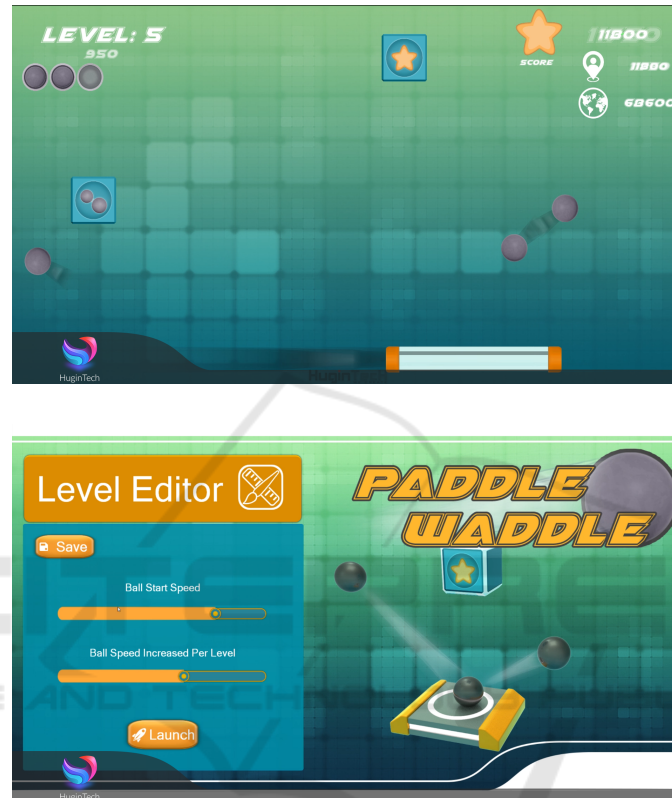 LEVEL: 5
950
SCORE
11800
11800
68600
HuginTech
Level Editor
PADDLE
WADDLE
Save
Ball Start Speed
Ball Speed Increased Per Level
Launch
HuginTech